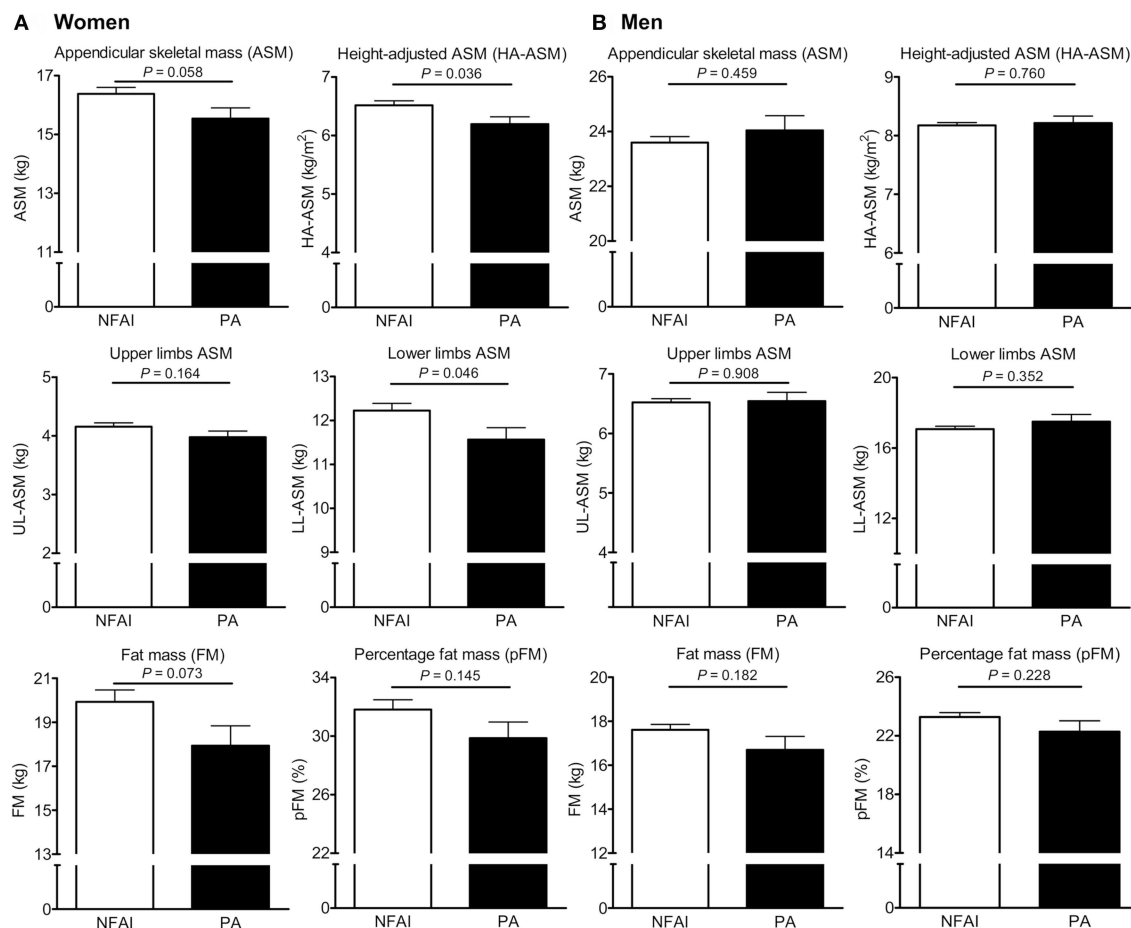 A Women
Appendicular skeletal mass (ASM)
P = 0.058
ASM (kg)
17
15
13
11
0
NFAI PA
Height-adjusted ASM (HA-ASM)
P = 0.036
HA-ASM (kg/m²)
7
6
5
4
0
NFAI PA
Upper limbs ASM
P = 0.164
UL-ASM (kg)
5
4
3
2
0
NFAI PA
Lower limbs ASM
P = 0.046
LL-ASM (kg)
13
12
11
10
9
0
NFAI PA
Fat mass (FM)
P = 0.073
FM (kg)
21
19
17
15
13
0
NFAI PA
Percentage fat mass (pFM)
P = 0.145
pFM (%)
34
30
26
22
0
NFAI PA
B Men
Appendicular skeletal mass (ASM)
P = 0.459
ASM (kg)
26
24
22
20
0
NFAI PA
Height-adjusted ASM (HA-ASM)
P = 0.760
HA-ASM (kg/m²)
9
8
7
6
0
NFAI PA
Upper limbs ASM
P = 0.908
UL-ASM (kg)
7
6
5
4
0
NFAI PA
Lower limbs ASM
P = 0.352
LL-ASM (kg)
20
16
12
0
NFAI PA
Fat mass (FM)
P = 0.182
FM (kg)
20
18
16
14
12
0
NFAI PA
Percentage fat mass (pFM)
P = 0.228
pFM (%)
26
22
18
14
0
NFAI PA